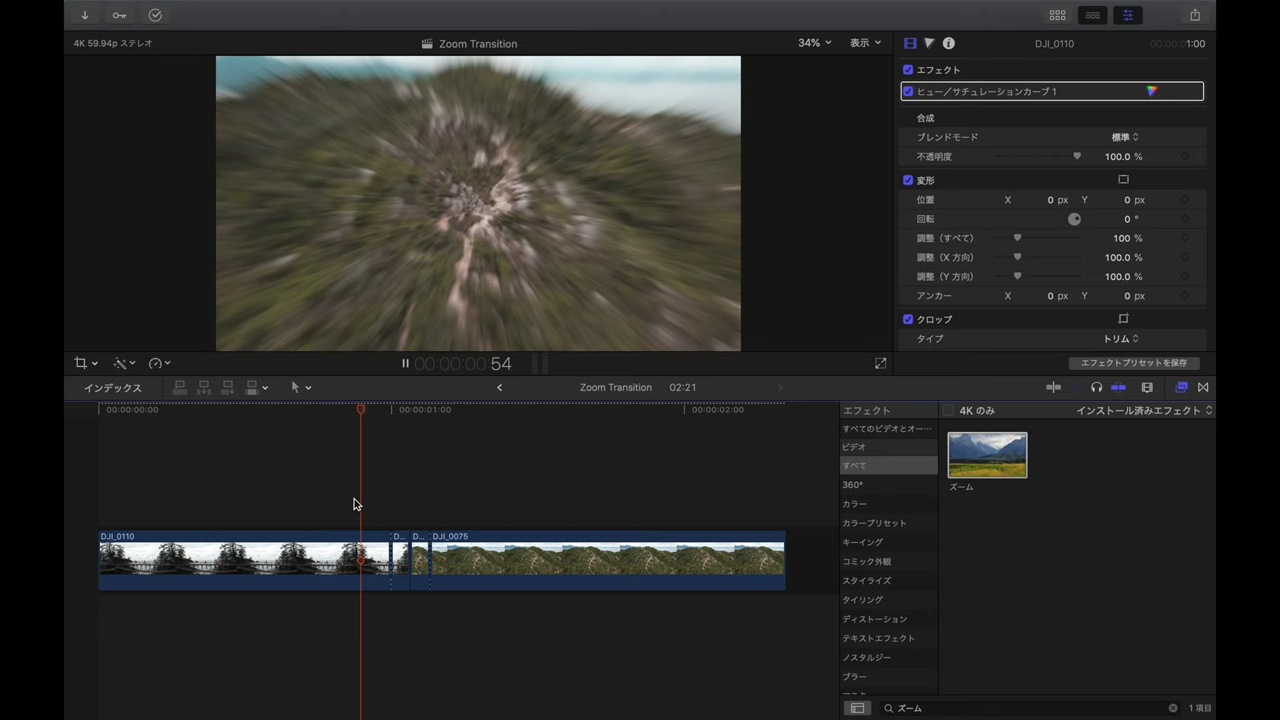 4K 59.94p ステレオ
Zoom Transition
34%
表示
DJI_0110
00:00:01:00
エフェクト
ヒュー／サチュレーションカーブ 1
合成
ブレンドモード
標準
不透明度
100.0 %
変形
位置
X 0 px Y 0 px
回転
0 °
調整（すべて）
100 %
調整（X 方向）
100.0 %
調整（Y 方向）
100.0 %
アンカー
X 0 px Y 0 px
クロップ
タイプ
トリム
00:00:00:54
エフェクトプリセットを保存
インデックス
Zoom Transition
02:21
00:00:00:00
00:00:01:00
00:00:02:00
DJI_0110
D...
D...
DJI_0075
エフェクト
すべてのビデオとオー…
ビデオ
すべて
360°
カラー
カラープリセット
キーイング
コミック外観
スタイライズ
タイリング
ディストーション
テキストエフェクト
ノスタルジー
ブラー
4K のみ
インストール済みエフェクト
ズーム
ズーム
1 項目